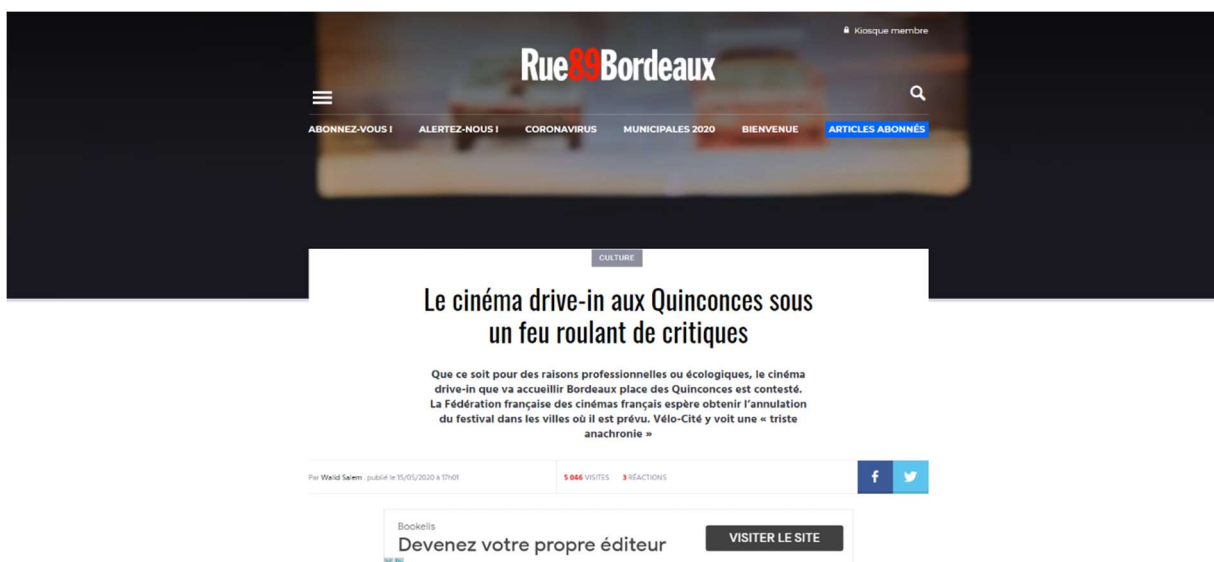 Kiosque membre
Rue89Bordeaux
ABONNEZ-VOUS ! ALERTEZ-NOUS ! CORONAVIRUS MUNICIPALES 2020 BIENVENUE ARTICLES ABONNÉS
CULTURE
Le cinéma drive-in aux Quinconces sous
un feu roulant de critiques
Que ce soit pour des raisons professionnelles ou écologiques, le cinéma
drive-in que va accueillir Bordeaux place des Quinconces est contesté.
La Fédération française des cinémas français espère obtenir l’annulation
du festival dans les villes où il est prévu. Vélo-Cité y voit une « triste
anachronie »
Par Walid Salem . publié le 15/05/2020 à 17h01 5 046 VISITES 3 RÉACTIONS
Bookelis
Devenez votre propre éditeur VISITER LE SITE